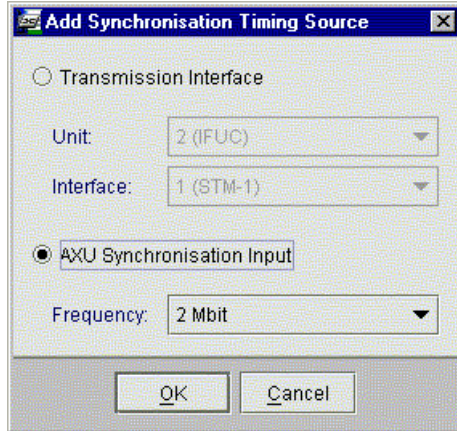 Add Synchronisation Timing Source
Transmission Interface
Unit: 2 (IFUC)
Interface: 1 (STM-1)
AXU Synchronisation Input
Frequency: 2 Mbit
OK Cancel